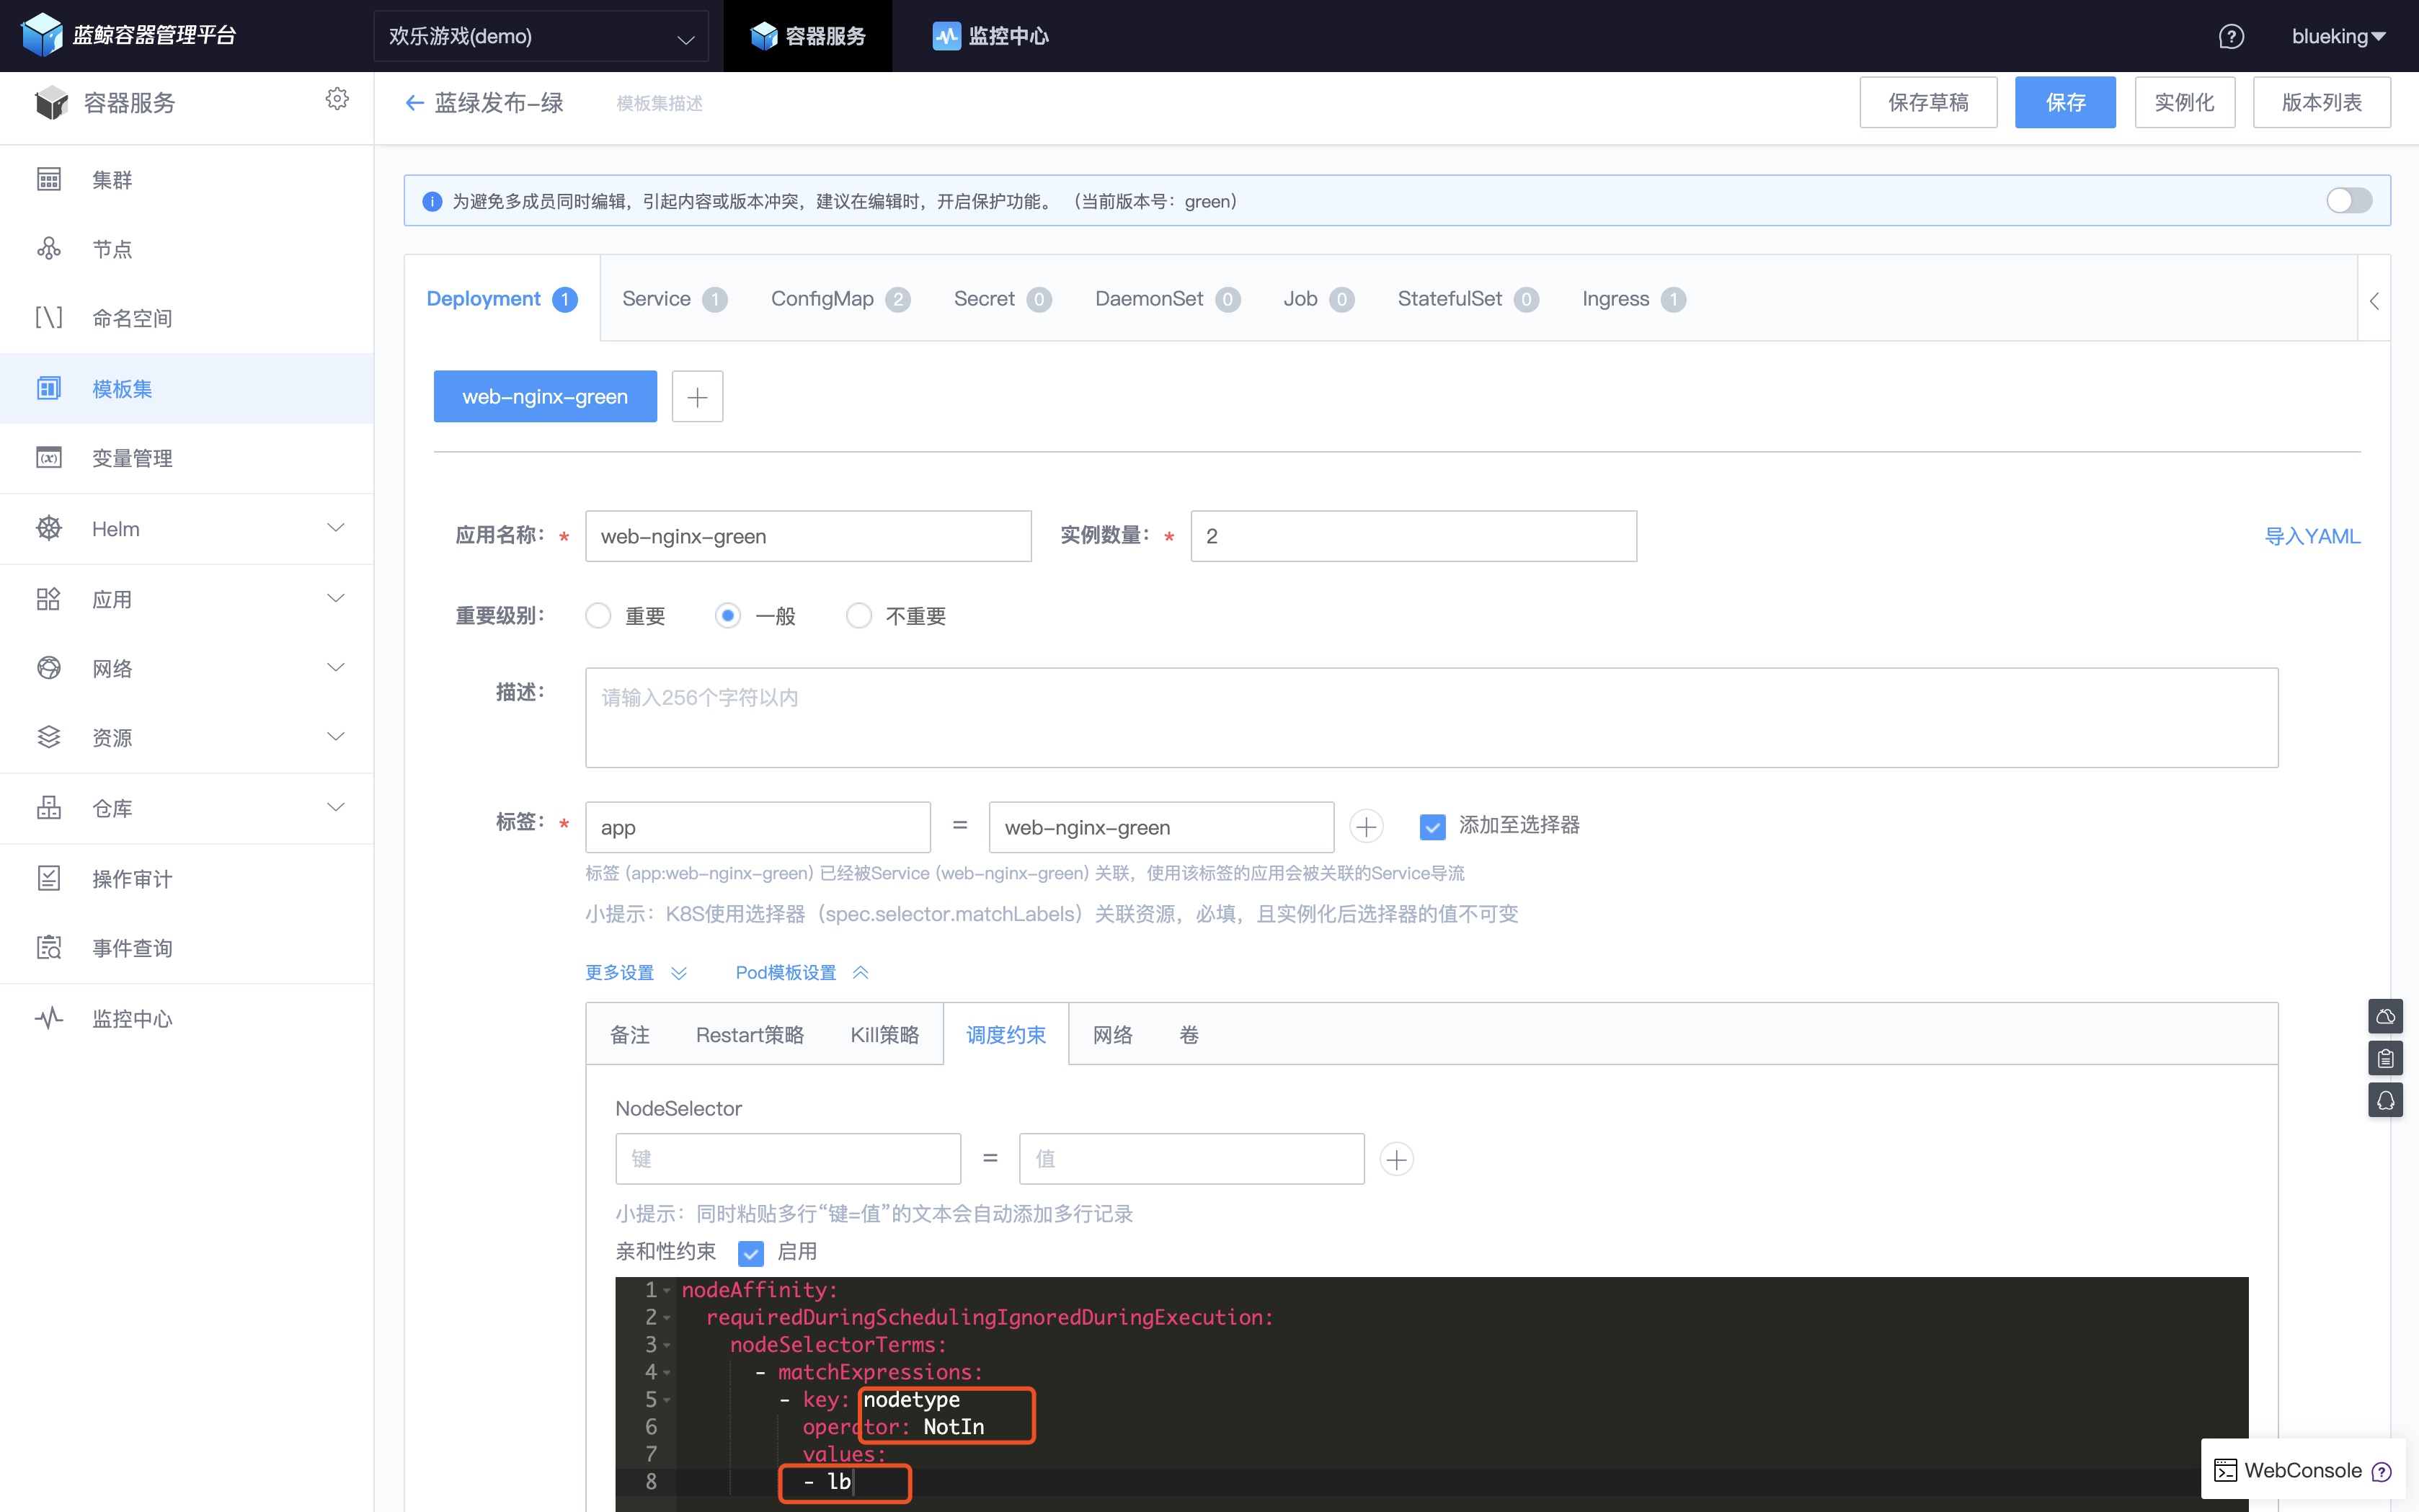 蓝鲸容器管理平台
欢乐游戏(demo)
容器服务
监控中心
blueking
容器服务
集群
节点
命名空间
模板集
变量管理
Helm
应用
网络
资源
仓库
操作审计
事件查询
监控中心
蓝绿发布-绿
模板集描述
保存草稿
保存
实例化
版本列表
为避免多成员同时编辑，引起内容或版本冲突，建议在编辑时，开启保护功能。（当前版本号：green）
Deployment 1
Service 1
ConfigMap 2
Secret 0
DaemonSet 0
Job 0
StatefulSet 0
Ingress 1
web-nginx-green
应用名称： * web-nginx-green
实例数量： * 2
导入YAML
重要级别： 重要 一般 不重要
描述： 请输入256个字符以内
标签： * app = web-nginx-green 添加至选择器
标签 (app:web-nginx-green) 已经被Service (web-nginx-green) 关联，使用该标签的应用会被关联的Service导流
小提示：K8S使用选择器（spec.selector.matchLabels）关联资源，必填，且实例化后选择器的值不可变
更多设置 Pod模板设置
备注 Restart策略 Kill策略 调度约束 网络 卷
NodeSelector
键 = 值
小提示：同时粘贴多行“键=值”的文本会自动添加多行记录
亲和性约束 启用
1 nodeAffinity:
2 requiredDuringSchedulingIgnoredDuringExecution:
3 nodeSelectorTerms:
4 - matchExpressions:
5 - key: nodetype
6 operator: NotIn
7 values:
8 - lb
WebConsole